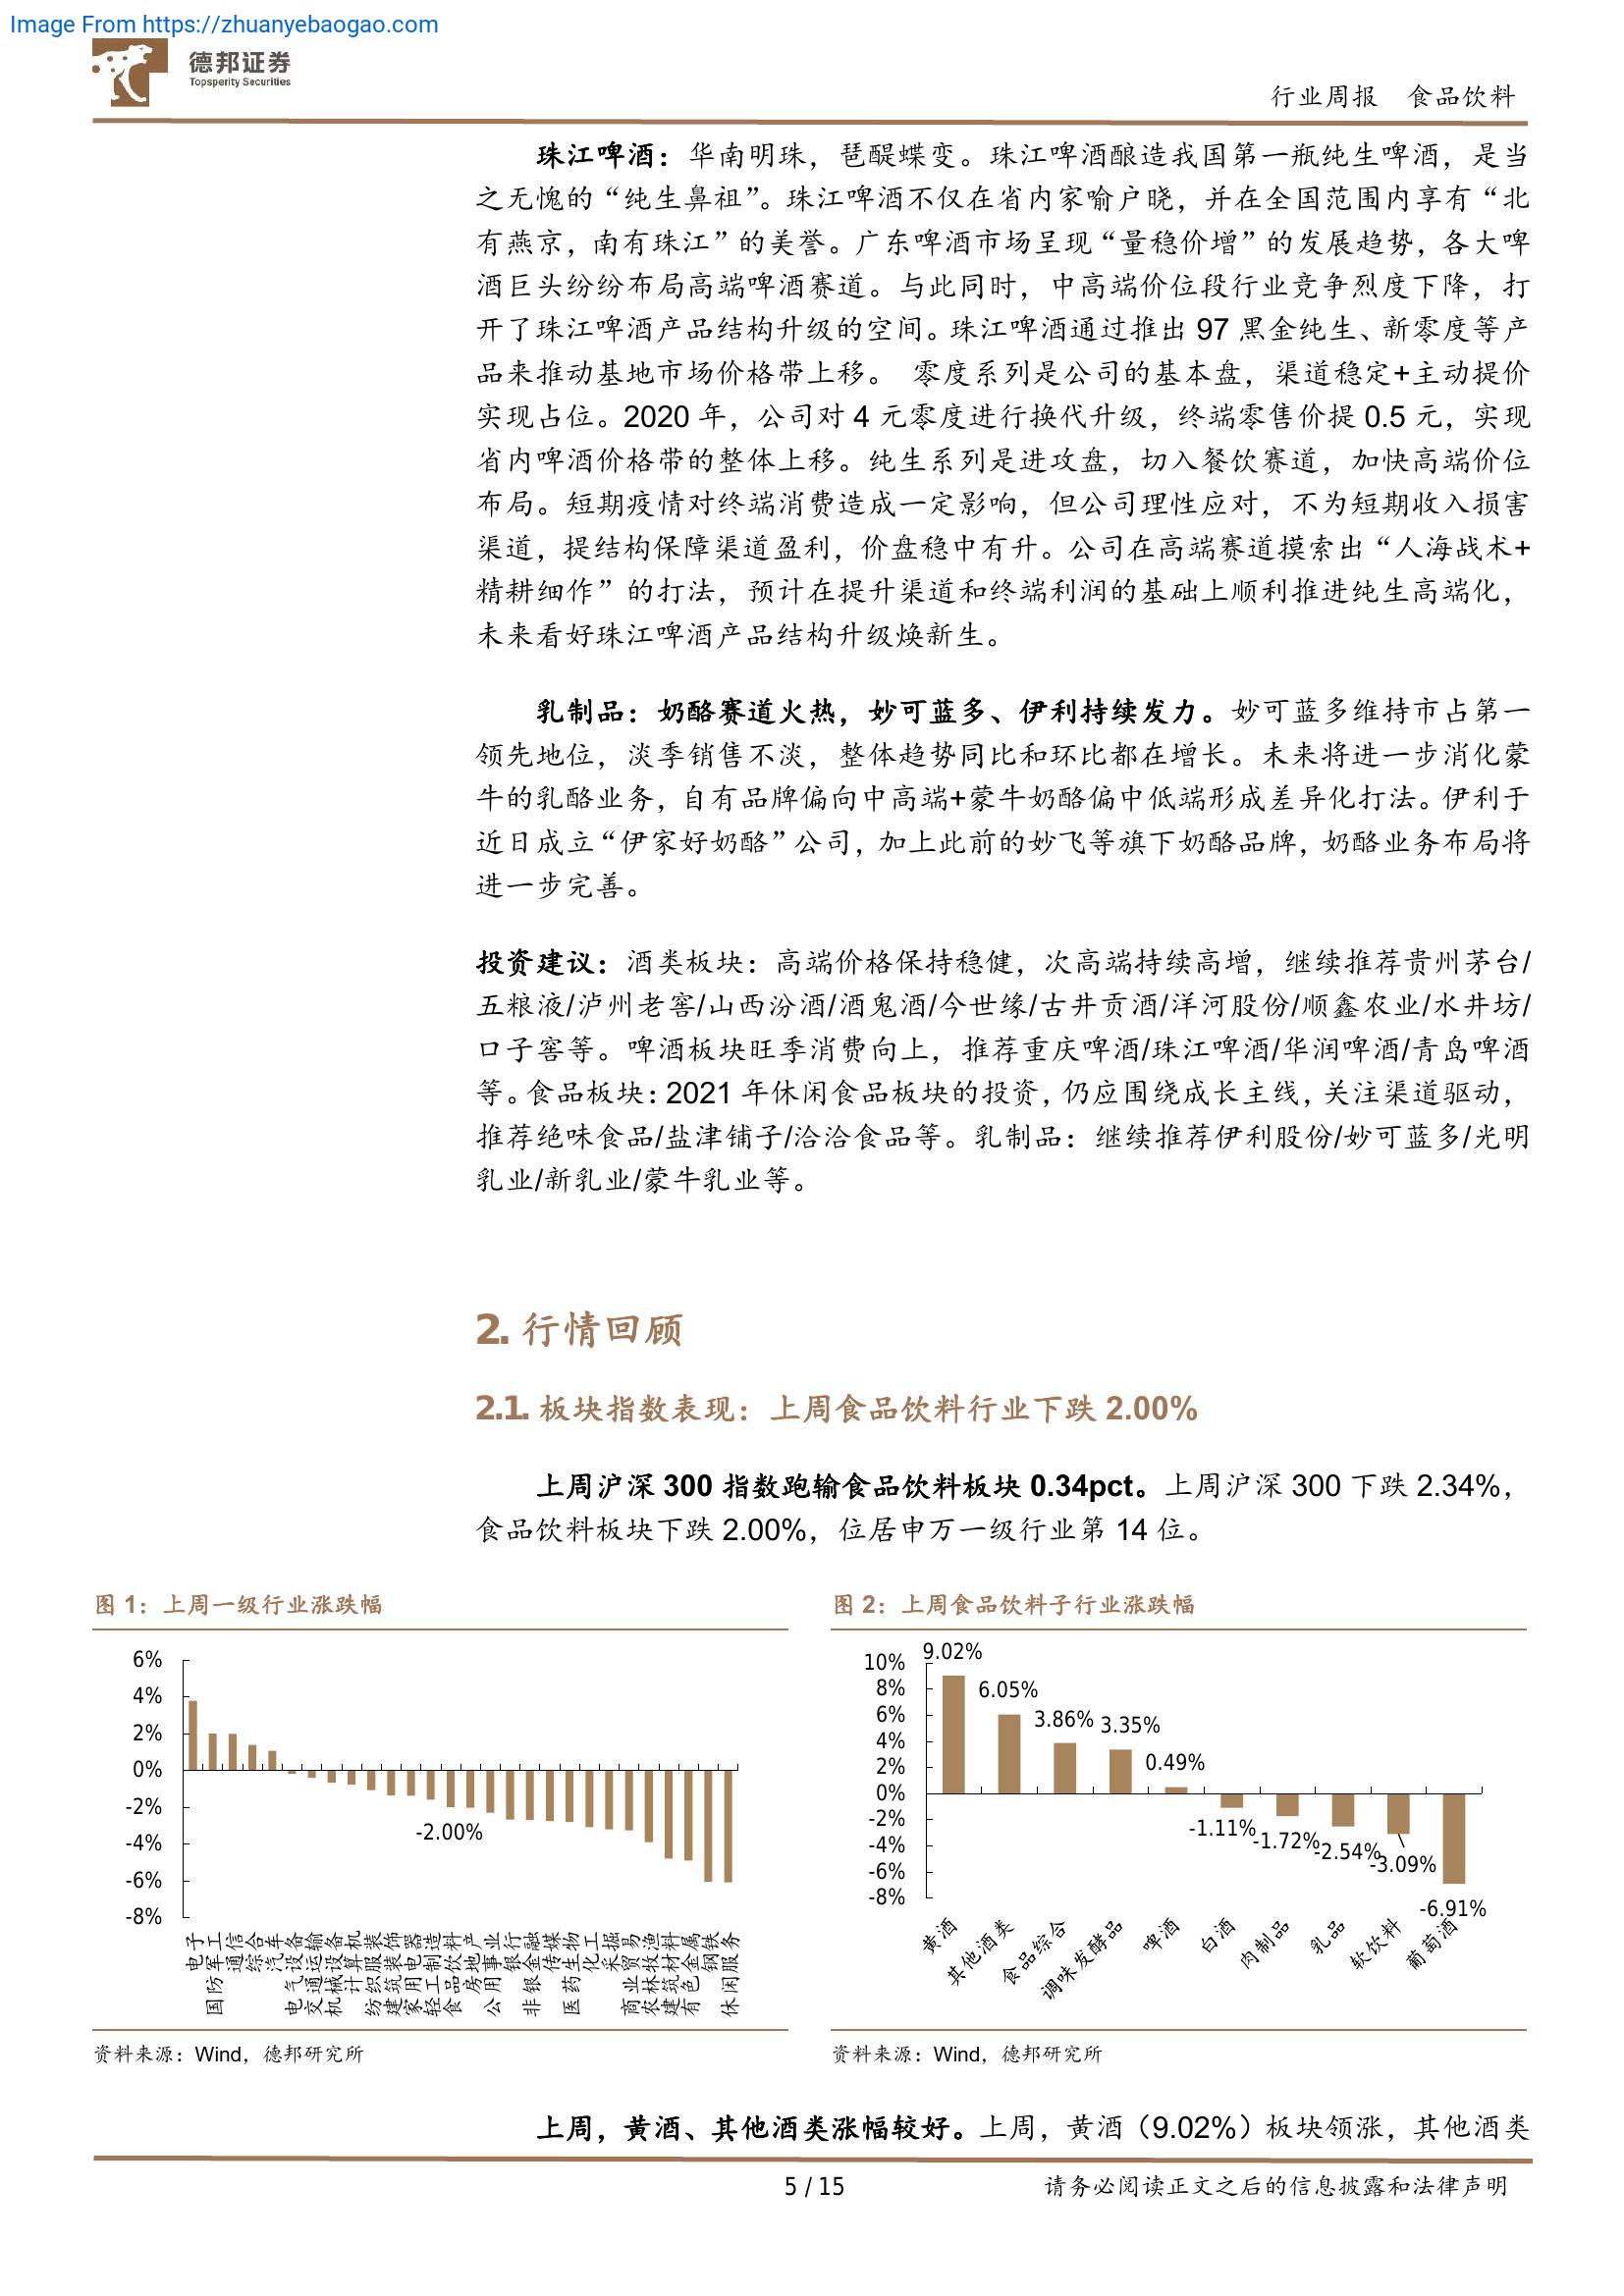 Image From https://zhuanyebaogao.com
德邦证券
Topsperity Securities
行业周报 食品饮料
珠江啤酒：华南明珠，琶醍蝶变。珠江啤酒酿造我国第一瓶纯生啤酒，是当
之无愧的“纯生鼻祖”。珠江啤酒不仅在省内家喻户晓，并在全国范围内享有“北
有燕京，南有珠江”的美誉。广东啤酒市场呈现“量稳价增”的发展趋势，各大啤
酒巨头纷纷布局高端啤酒赛道。与此同时，中高端价位段行业竞争烈度下降，打
开了珠江啤酒产品结构升级的空间。珠江啤酒通过推出 97 黑金纯生、新零度等产
品来推动基地市场价格带上移。 零度系列是公司的基本盘，渠道稳定+主动提价
实现占位。2020 年，公司对 4 元零度进行换代升级，终端零售价提 0.5 元，实现
省内啤酒价格带的整体上移。纯生系列是进攻盘，切入餐饮赛道，加快高端价位
布局。短期疫情对终端消费造成一定影响，但公司理性应对，不为短期收入损害
渠道，提结构保障渠道盈利，价盘稳中有升。公司在高端赛道摸索出“人海战术+
精耕细作”的打法，预计在提升渠道和终端利润的基础上顺利推进纯生高端化，
未来看好珠江啤酒产品结构升级焕新生。
乳制品：奶酪赛道火热，妙可蓝多、伊利持续发力。妙可蓝多维持市占第一
领先地位，淡季销售不淡，整体趋势同比和环比都在增长。未来将进一步消化蒙
牛的乳酪业务，自有品牌偏向中高端+蒙牛奶酪偏中低端形成差异化打法。伊利于
近日成立“伊家好奶酪”公司，加上此前的妙飞等旗下奶酪品牌，奶酪业务布局将
进一步完善。
投资建议：酒类板块：高端价格保持稳健，次高端持续高增，继续推荐贵州茅台/
五粮液/泸州老窖/山西汾酒/酒鬼酒/今世缘/古井贡酒/洋河股份/顺鑫农业/水井坊/
口子窖等。啤酒板块旺季消费向上，推荐重庆啤酒/珠江啤酒/华润啤酒/青岛啤酒
等。食品板块：2021 年休闲食品板块的投资，仍应围绕成长主线，关注渠道驱动，
推荐绝味食品/盐津铺子/洽洽食品等。乳制品：继续推荐伊利股份/妙可蓝多/光明
乳业/新乳业/蒙牛乳业等。
2. 行情回顾
2.1. 板块指数表现：上周食品饮料行业下跌 2.00%
上周沪深 300 指数跑输食品饮料板块 0.34pct。上周沪深 300 下跌 2.34%，
食品饮料板块下跌 2.00%，位居申万一级行业第 14 位。
图 1：上周一级行业涨跌幅
6%
4%
2%
0%
-2%
-4%
-6%
-8%
-2.00%
电子
国防军工
通信
综合
汽车
电气设备
交通运输
机械设备
计算机
纺织服装
建筑装饰
家用电器
轻工制造
食品饮料
房地产
公用事业
银行
非银金融
传媒
医药生物
化工
采掘
商业贸易
农林牧渔
建筑材料
有色金属
钢铁
休闲服务
资料来源：Wind，德邦研究所
图 2：上周食品饮料子行业涨跌幅
10%
8%
6%
4%
2%
0%
-2%
-4%
-6%
-8%
9.02%
6.05%
3.86%
3.35%
0.49%
-1.11%
-1.72%
-2.54%
-3.09%
-6.91%
黄酒
其他酒类
食品综合
调味发酵品
啤酒
白酒
肉制品
乳品
软饮料
葡萄酒
资料来源：Wind，德邦研究所
上周，黄酒、其他酒类涨幅较好。上周，黄酒（9.02%）板块领涨，其他酒类
5 / 15
请务必阅读正文之后的信息披露和法律声明